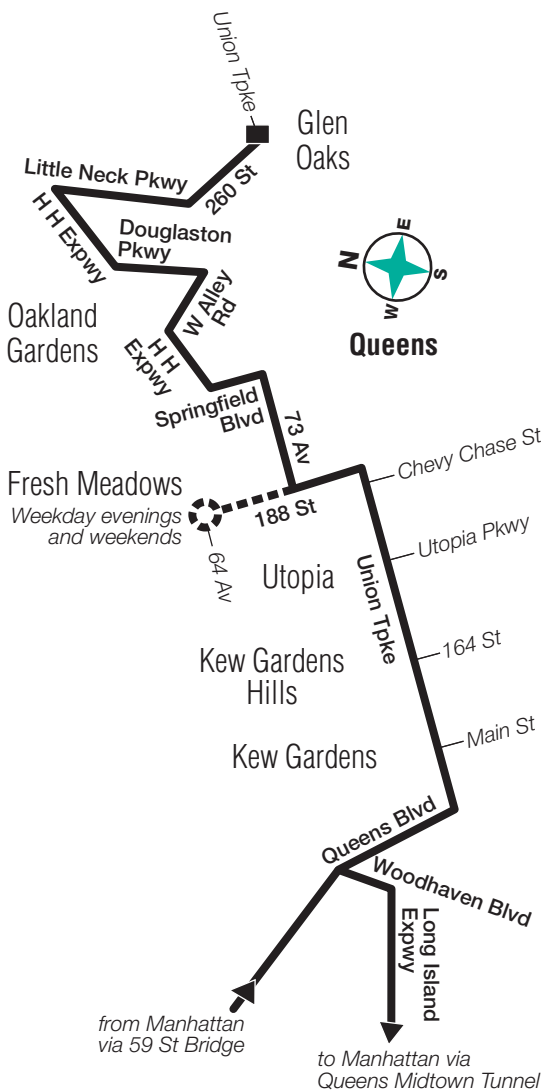 Union Tpke
Glen
Oaks
Little Neck Pkwy
260 St
H H Expwy
Douglaston
Pkwy
N
E
S
W
Queens
W Alley
Rd
Oakland
Gardens
H H
Expwy
Springfield
Blvd
73 Av
Chevy Chase St
Fresh Meadows
Weekday evenings
and weekends
188 St
64 Av
Utopia Pkwy
Utopia
Union Tpke
164 St
Kew Gardens
Hills
Main St
Kew Gardens
Queens Blvd
Woodhaven Blvd
Long Island
Expwy
from Manhattan
via 59 St Bridge
to Manhattan via
Queens Midtown Tunnel